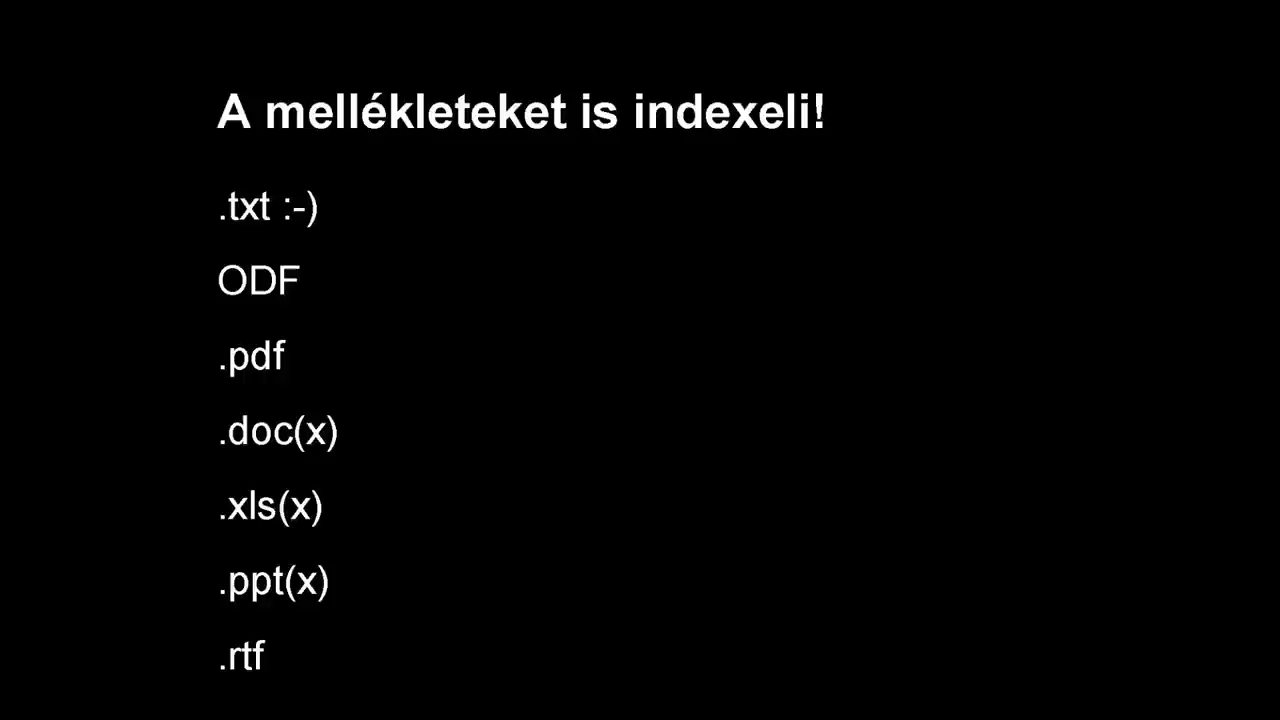 A mellékleteket is indexeli!
.txt :-)
ODF
.pdf
.doc(x)
.xls(x)
.ppt(x)
.rtf